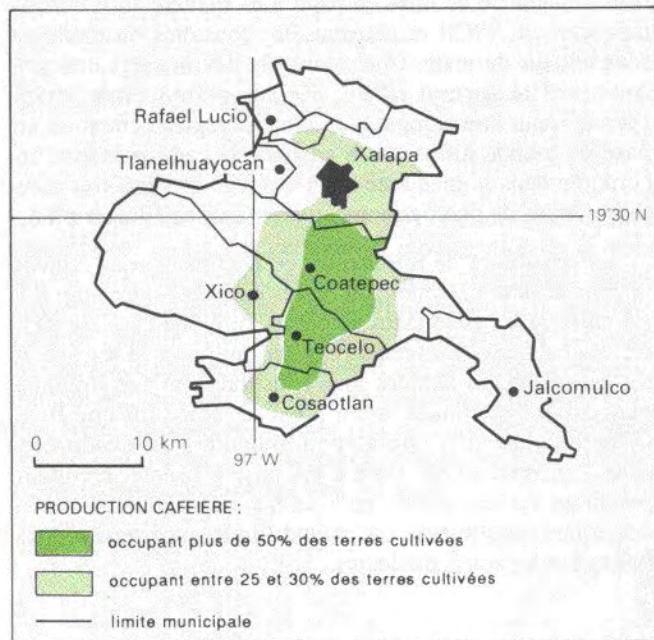 Rafael Lucio
Xalapa
Tlanelhuayocan
19°30
Coatepec
Xico
Teocelo
Jalcomulco
Cosaotlan
0 10 km
97° W
PRODUCTION CAFEIERE :
occupant plus de 50% des terres cultivées
occupant entre 25 et 30% des terres cultivées
limite municipale